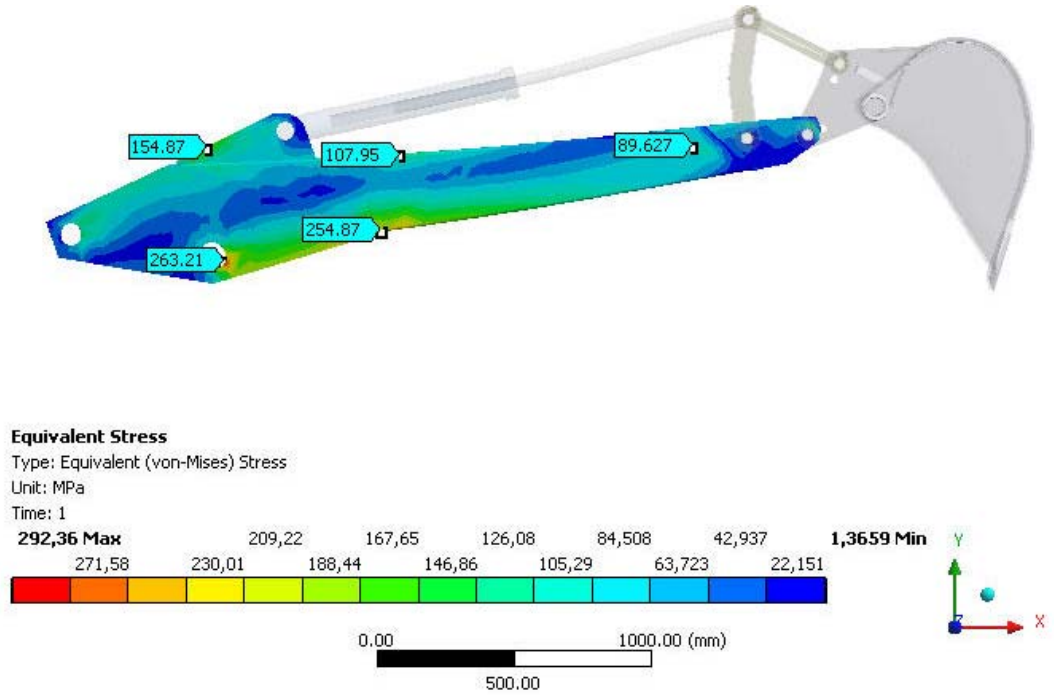 154.87
107.95
89.627
254.87
263.21
Equivalent Stress
Type: Equivalent (von-Mises) Stress
Unit: MPa
Time: 1
292,36 Max 209,22 167,65 126,08 84,508 42,937 1,3659 Min
271,58 230,01 188,44 146,86 105,29 63,723 22,151
Y
Z X
0.00 1000.00 (mm)
500.00